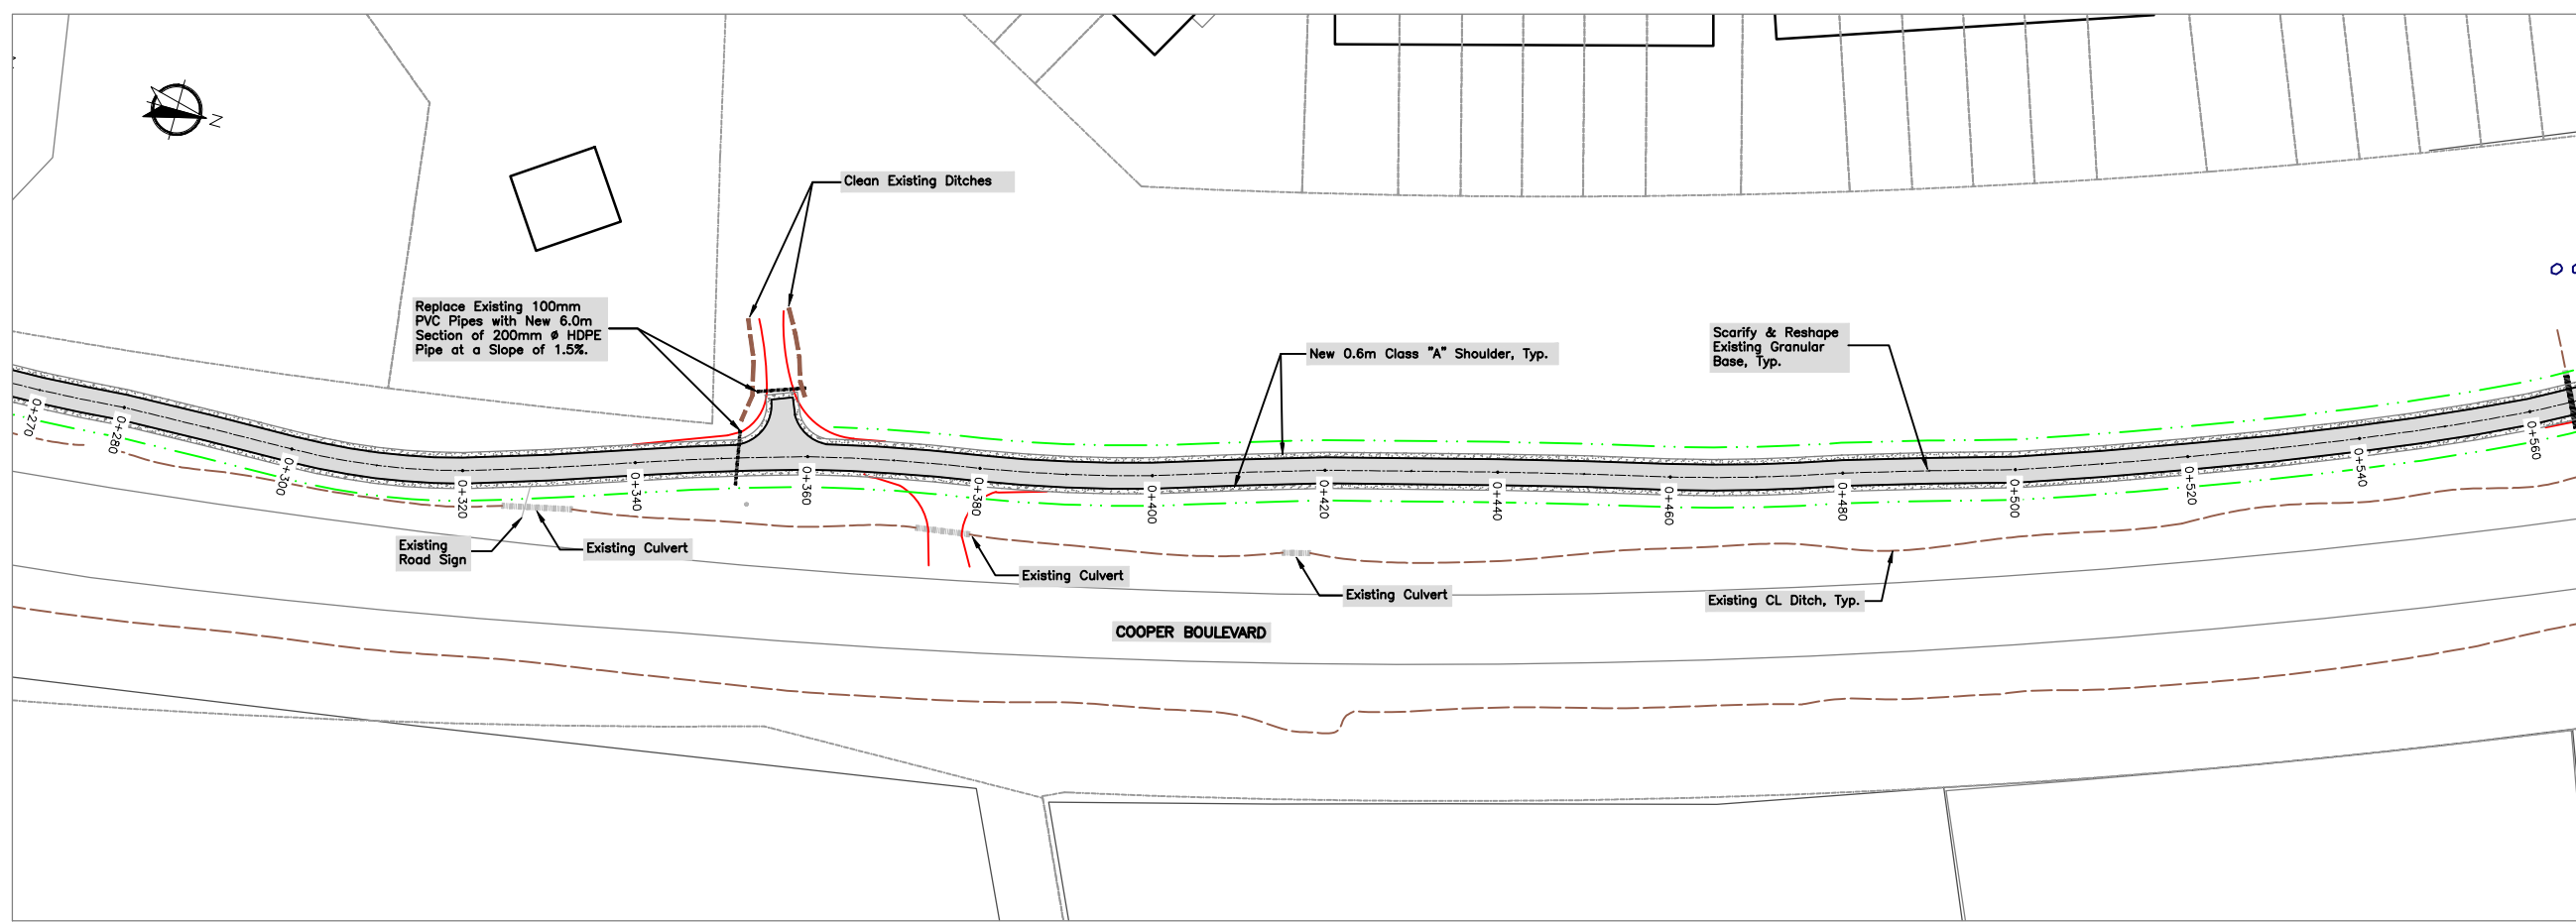 N
Clean Existing Ditches
Replace Existing 100mm
PVC Pipes with New 6.0m
Section of 200mm ø HDPE
Pipe at a Slope of 1.5%.
New 0.6m Class "A" Shoulder, Typ.
Scarify & Reshape
Existing Granular
Base, Typ.
0+270
0+280
0+300
0+320
0+340
0+360
0+380
0+400
0+420
0+440
0+460
0+480
0+500
0+520
0+540
0+560
Existing
Road Sign
Existing Culvert
Existing Culvert
Existing Culvert
Existing CL Ditch, Typ.
COOPER BOULEVARD